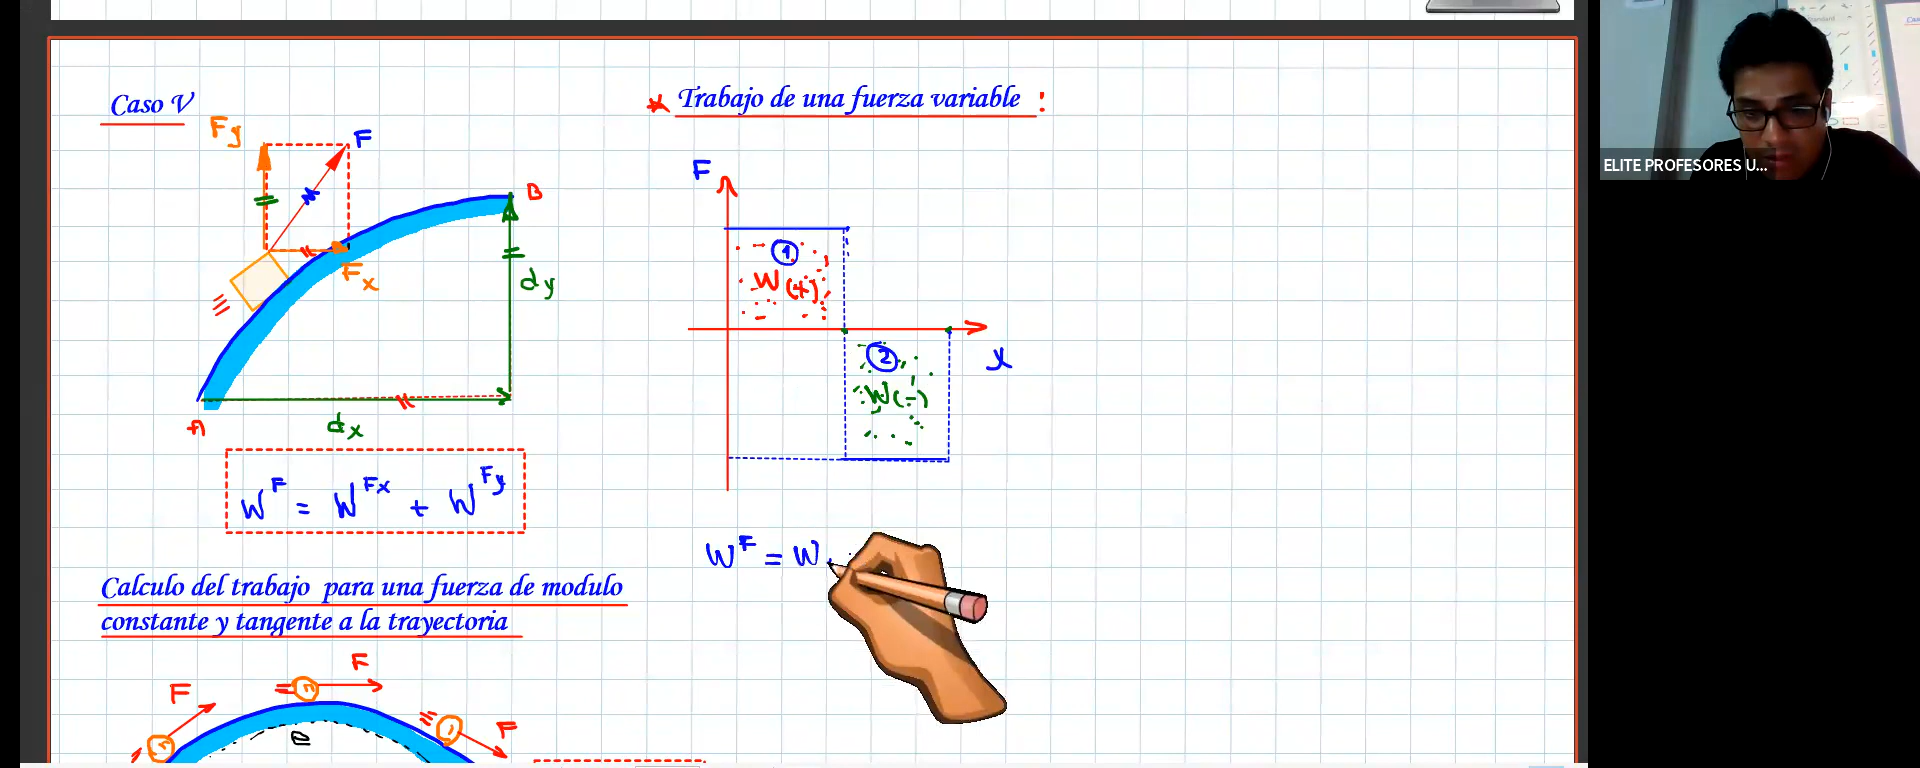 Caso V
Fy
F
B
Fx
dy
A
dx
W^F = W^Fx + W^Fy
Calculo del trabajo para una fuerza de modulo
constante y tangente a la trayectoria
F
F
F
* Trabajo de una fuerza variable :
F
1
W (+)
x
2
W (-)
W^F = W
ELITE PROFESORES U...